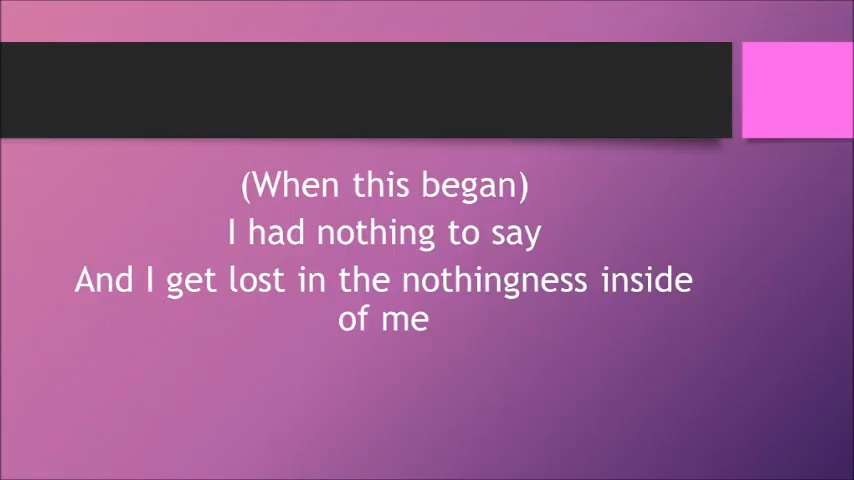 (When this began)
I had nothing to say
And I get lost in the nothingness inside
of me